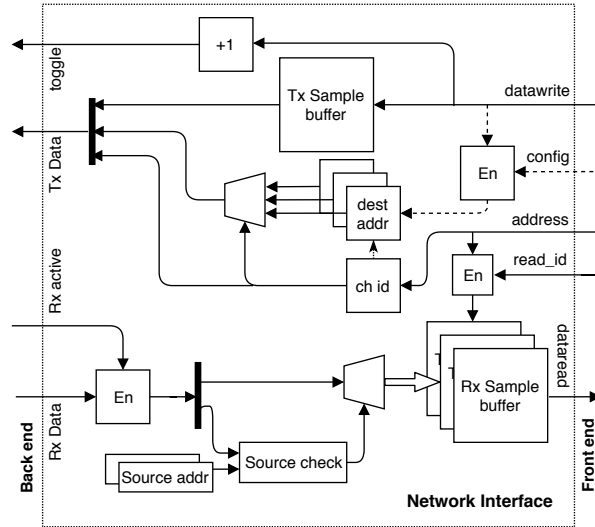 +1
toggle
Tx Sample
buffer
datawrite
Tx Data
En
config
dest
addr
address
Rx active
ch id
En
read_id
T
T
Rx Sample
buffer
dataread
En
Rx Data
Back end
Source check
Source addr
Front end
Network Interface